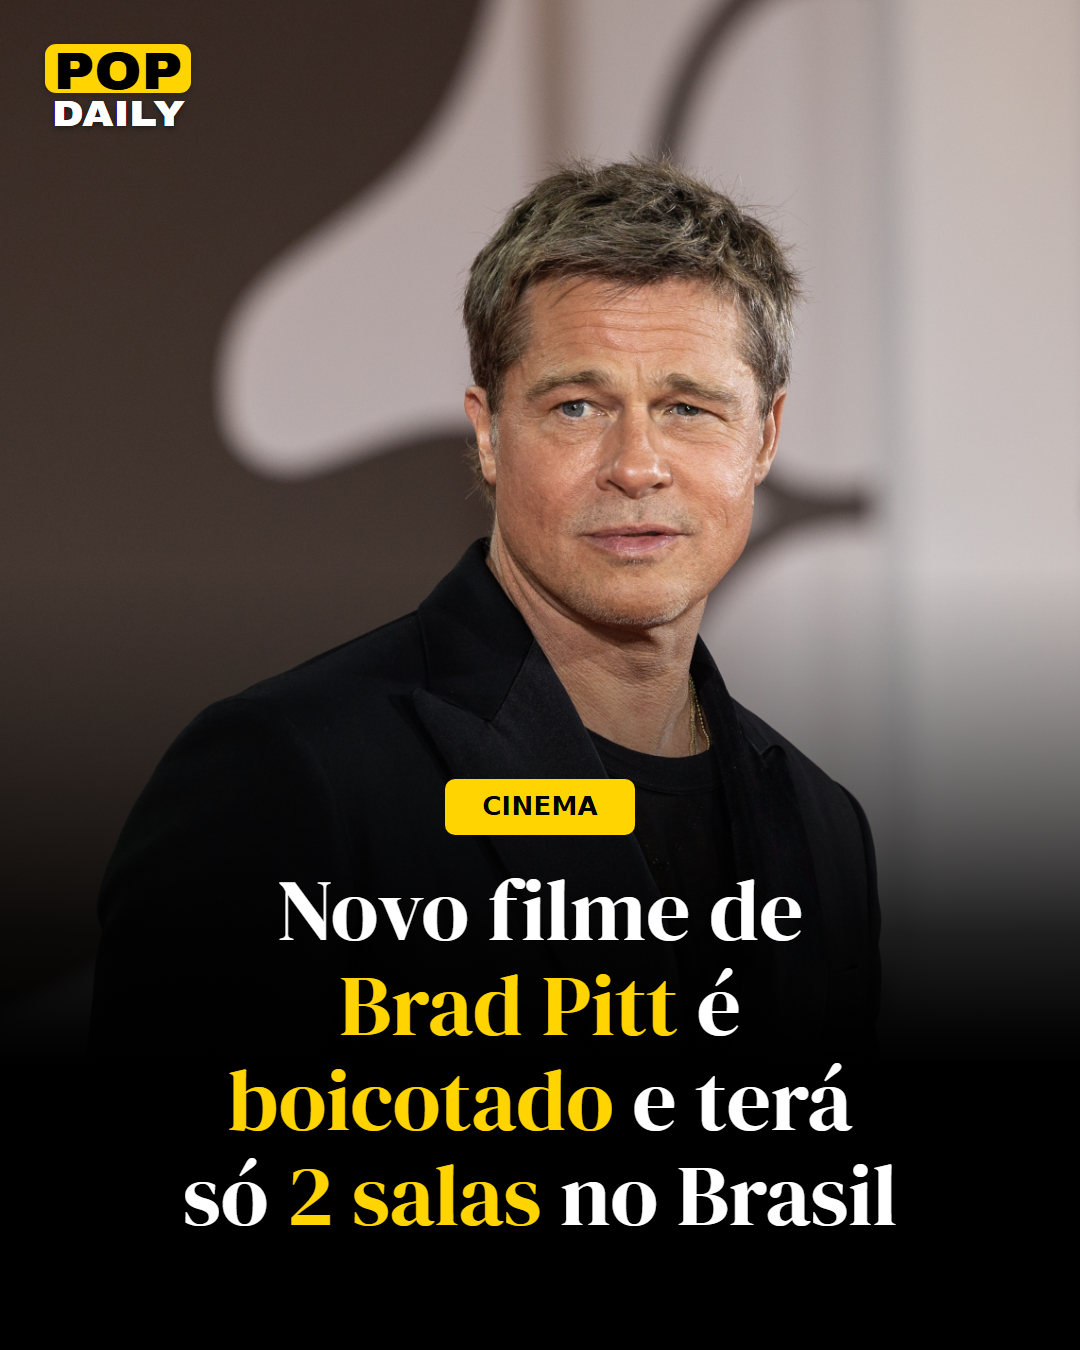 POP
DAILY
CINEMA
Novo filme de
Brad Pitt é
boicotado e terá
só 2 salas no Brasil